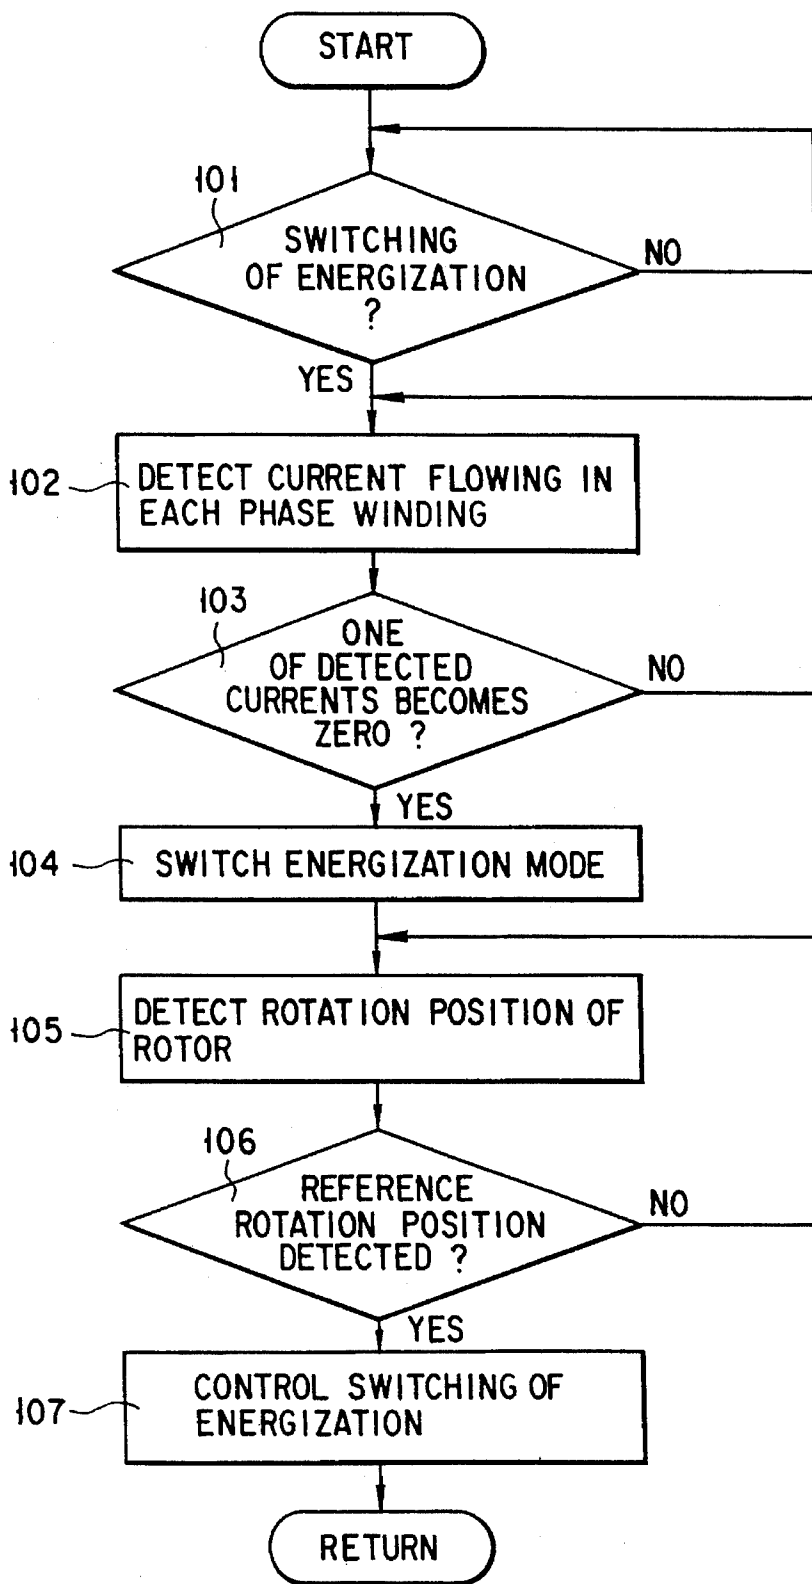 START
101
SWITCHING
OF ENERGIZATION
?
NO
YES
102
DETECT CURRENT FLOWING IN
EACH PHASE WINDING
103
ONE
OF DETECTED
CURRENTS BECOMES
ZERO ?
NO
YES
104
SWITCH ENERGIZATION MODE
105
DETECT ROTATION POSITION OF
ROTOR
106
REFERENCE
ROTATION POSITION
DETECTED ?
NO
YES
107
CONTROL SWITCHING OF
ENERGIZATION
RETURN